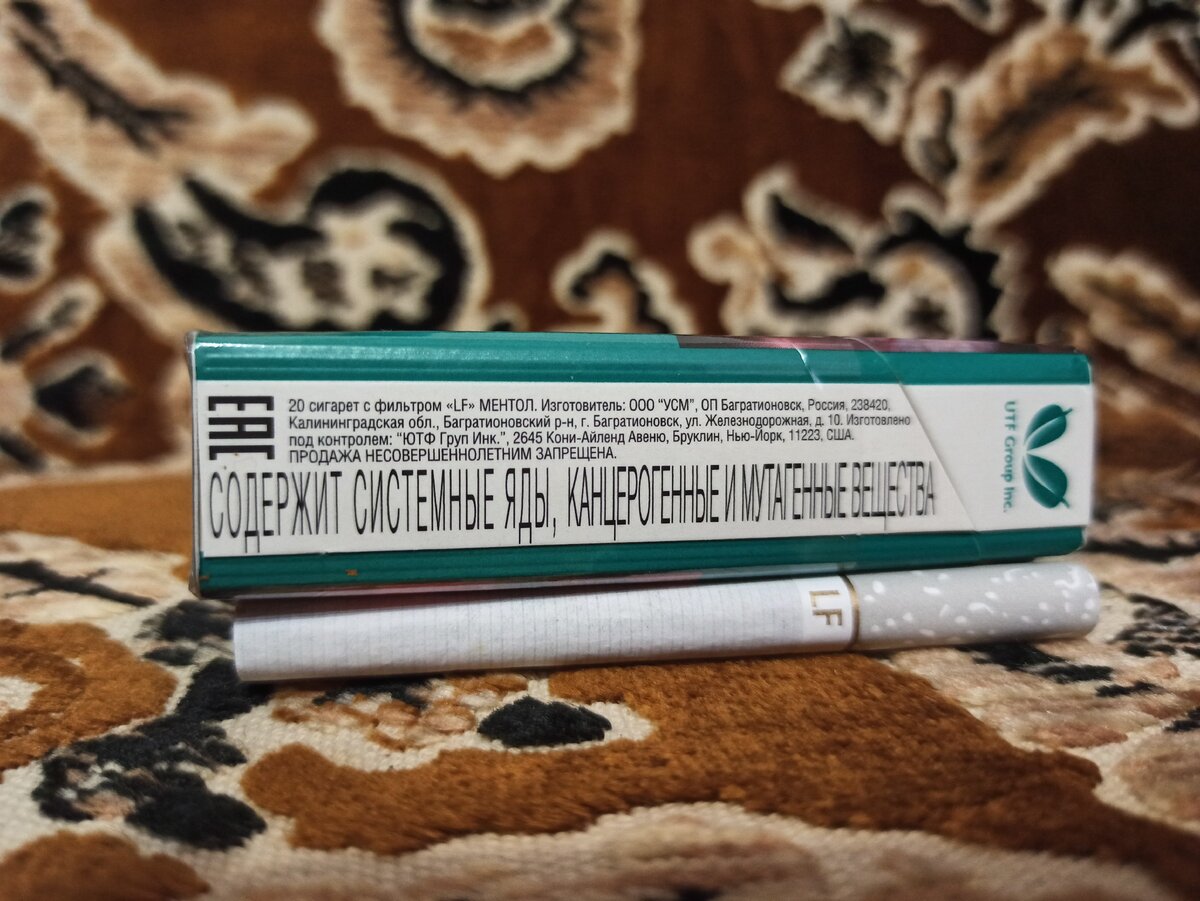 EAC
20 сигарет с фильтром «LF» МЕНТОЛ. Изготовитель: ООО "УСМ", ОП Багратионовск, Россия, 238420,
Калининградская обл., Багратионовский р-н, г. Багратионовск, ул. Железнодорожная, д. 10. Изготовлено
под контролем: "ЮТФ Груп Инк.", 2645 Кони-Айленд Авеню, Бруклин, Нью-Йорк, 11223, США.
ПРОДАЖА НЕСОВЕРШЕННОЛЕТНИМ ЗАПРЕЩЕНА.
СОДЕРЖИТ СИСТЕМНЫЕ ЯДЫ, КАНЦЕРОГЕННЫЕ И МУТАГЕННЫЕ ВЕЩЕСТВА
UTF Group Inc.
LF